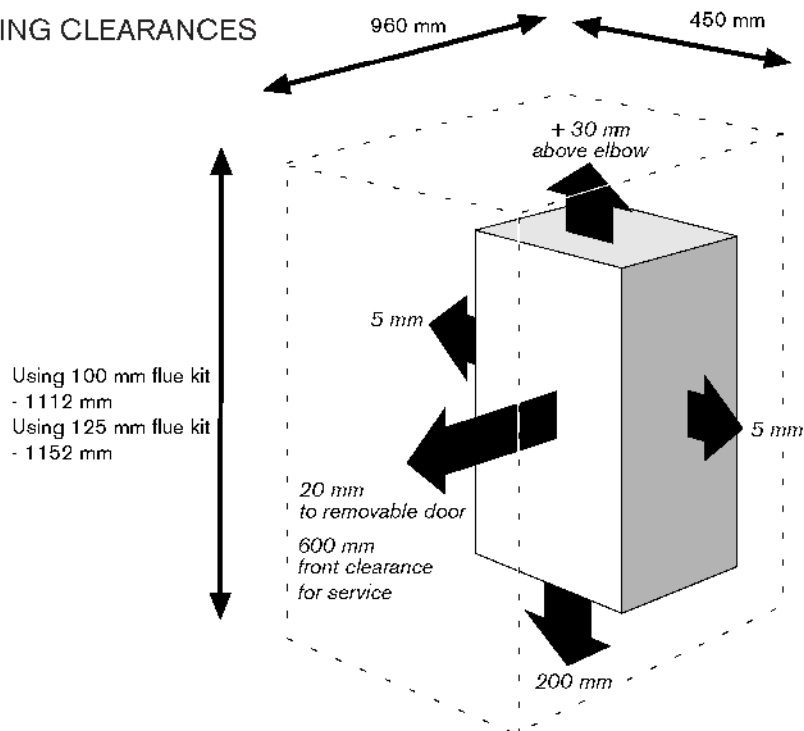 ING CLEARANCES
960 mm
450 mm
+ 30 mm
above elbow
5 mm
Using 100 mm flue kit
- 1112 mm
Using 125 mm flue kit
- 1152 mm
5 mm
20 mm
to removable door
600 mm
front clearance
for service
200 mm